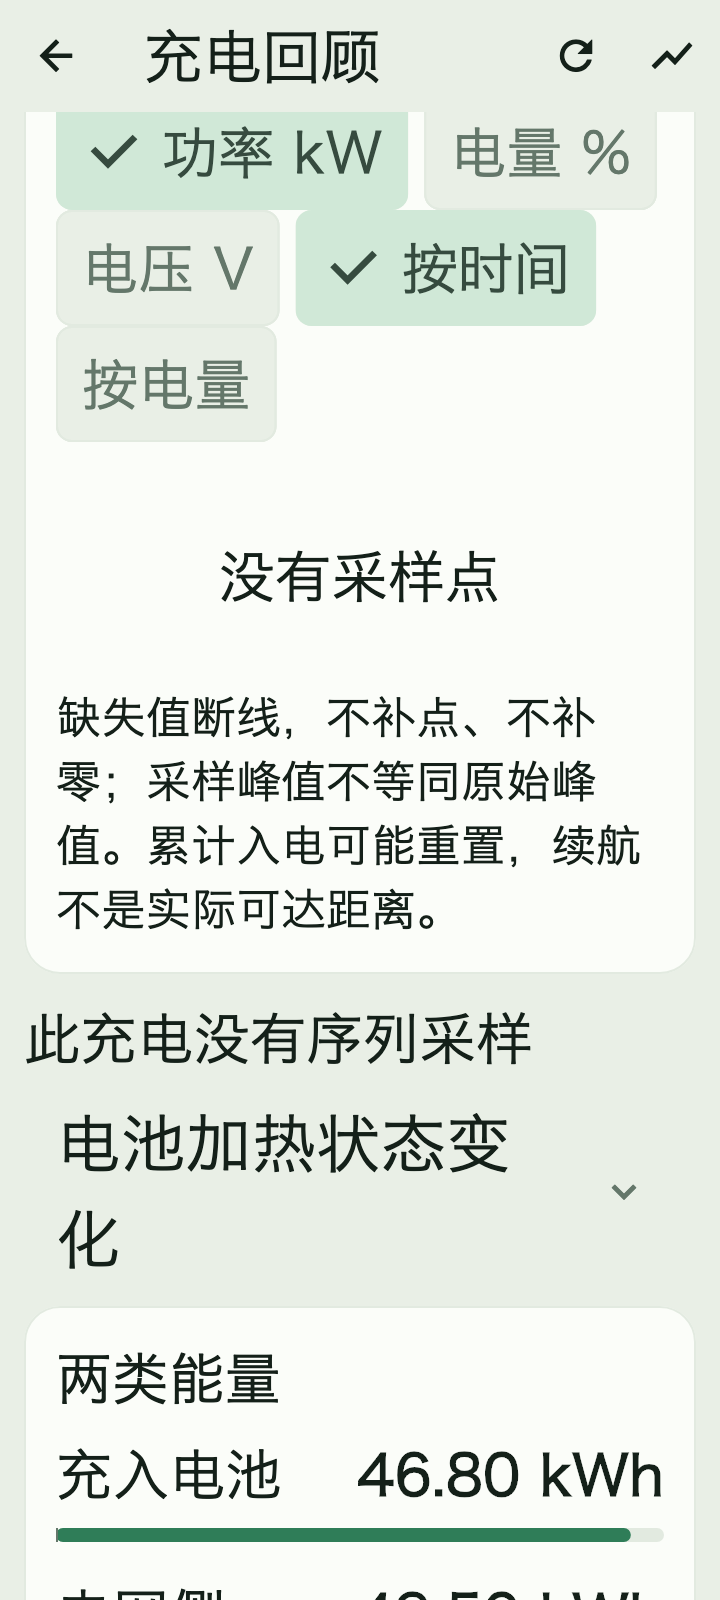 充电回顾
功率 kW
电量 %
电压 V
按时间
按电量
没有采样点
缺失值断线，不补点、不补
零；采样峰值不等同原始峰
值。累计入电可能重置，续航
不是实际可达距离。
此充电没有序列采样
电池加热状态变
化
两类能量
充入电池 46.80 kWh